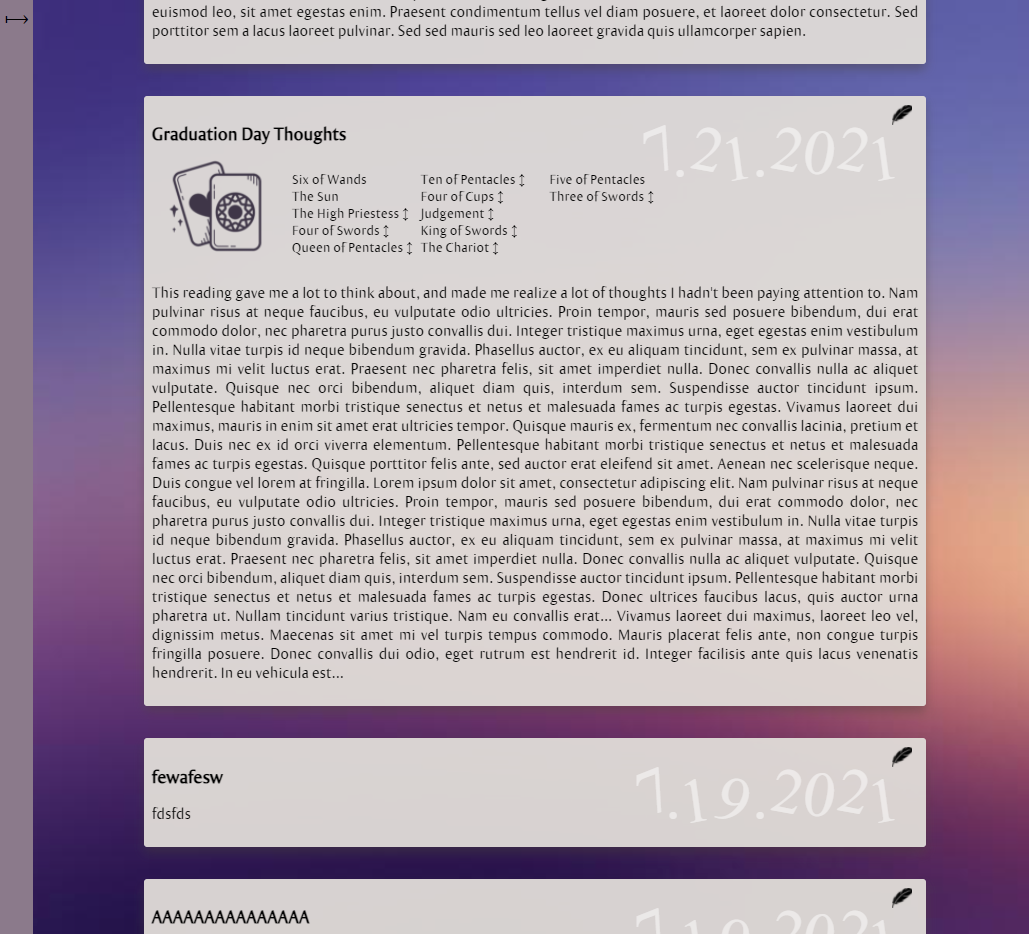 euismod leo, sit amet egestas enim. Praesent condimentum tellus vel diam posuere, et laoreet dolor consectetur. Sed
porttitor sem a lacus laoreet pulvinar. Sed sed mauris sed leo laoreet gravida quis ullamcorper sapien.
Graduation Day Thoughts
7.21.2021
Six of Wands
The Sun
The High Priestess ↕
Four of Swords ↕
Queen of Pentacles ↕
Ten of Pentacles ↕
Four of Cups ↕
Judgement ↕
King of Swords ↕
The Chariot ↕
Five of Pentacles
Three of Swords ↕
This reading gave me a lot to think about, and made me realize a lot of thoughts I hadn't been paying attention to. Nam
pulvinar risus at neque faucibus, eu vulputate odio ultricies. Proin tempor, mauris sed posuere bibendum, dui erat
commodo dolor, nec pharetra purus justo convallis dui. Integer tristique maximus urna, eget egestas enim vestibulum
in. Nulla vitae turpis id neque bibendum gravida. Phasellus auctor, ex eu aliquam tincidunt, sem ex pulvinar massa, at
maximus mi velit luctus erat. Praesent nec pharetra felis, sit amet imperdiet nulla. Donec convallis nulla ac aliquet
vulputate. Quisque nec orci bibendum, aliquet diam quis, interdum sem. Suspendisse auctor tincidunt ipsum.
Pellentesque habitant morbi tristique senectus et netus et malesuada fames ac turpis egestas. Vivamus laoreet dui
maximus, mauris in enim sit amet erat ultricies tempor. Quisque mauris ex, fermentum nec convallis lacinia, pretium et
lacus. Duis nec ex id orci viverra elementum. Pellentesque habitant morbi tristique senectus et netus et malesuada
fames ac turpis egestas. Quisque porttitor felis ante, sed auctor erat eleifend sit amet. Aenean nec scelerisque neque.
Duis congue vel lorem at fringilla. Lorem ipsum dolor sit amet, consectetur adipiscing elit. Nam pulvinar risus at neque
faucibus, eu vulputate odio ultricies. Proin tempor, mauris sed posuere bibendum, dui erat commodo dolor, nec
pharetra purus justo convallis dui. Integer tristique maximus urna, eget egestas enim vestibulum in. Nulla vitae turpis
id neque bibendum gravida. Phasellus auctor, ex eu aliquam tincidunt, sem ex pulvinar massa, at maximus mi velit
luctus erat. Praesent nec pharetra felis, sit amet imperdiet nulla. Donec convallis nulla ac aliquet vulputate. Quisque
nec orci bibendum, aliquet diam quis, interdum sem. Suspendisse auctor tincidunt ipsum. Pellentesque habitant morbi
tristique senectus et netus et malesuada fames ac turpis egestas. Donec ultrices faucibus lacus, quis auctor urna
pharetra ut. Nullam tincidunt varius tristique. Nam eu convallis erat... Vivamus laoreet dui maximus, laoreet leo vel,
dignissim metus. Maecenas sit amet mi vel turpis tempus commodo. Mauris placerat felis ante, non congue turpis
fringilla posuere. Donec convallis dui odio, eget rutrum est hendrerit id. Integer facilisis ante quis lacus venenatis
hendrerit. In eu vehicula est...
fewafesw
7.19.2021
fdsfds
AAAAAAAAAAAAAAA